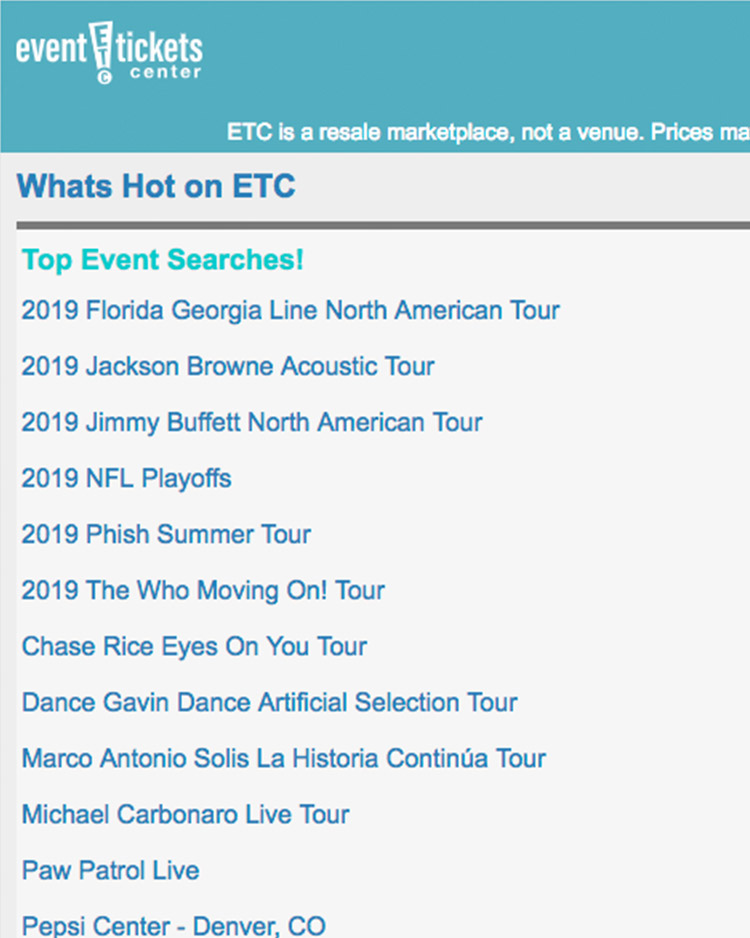 event ETC tickets
center
ETC is a resale marketplace, not a venue. Prices ma
Whats Hot on ETC
Top Event Searches!
2019 Florida Georgia Line North American Tour
2019 Jackson Browne Acoustic Tour
2019 Jimmy Buffett North American Tour
2019 NFL Playoffs
2019 Phish Summer Tour
2019 The Who Moving On! Tour
Chase Rice Eyes On You Tour
Dance Gavin Dance Artificial Selection Tour
Marco Antonio Solis La Historia Continúa Tour
Michael Carbonaro Live Tour
Paw Patrol Live
Pepsi Center - Denver, CO